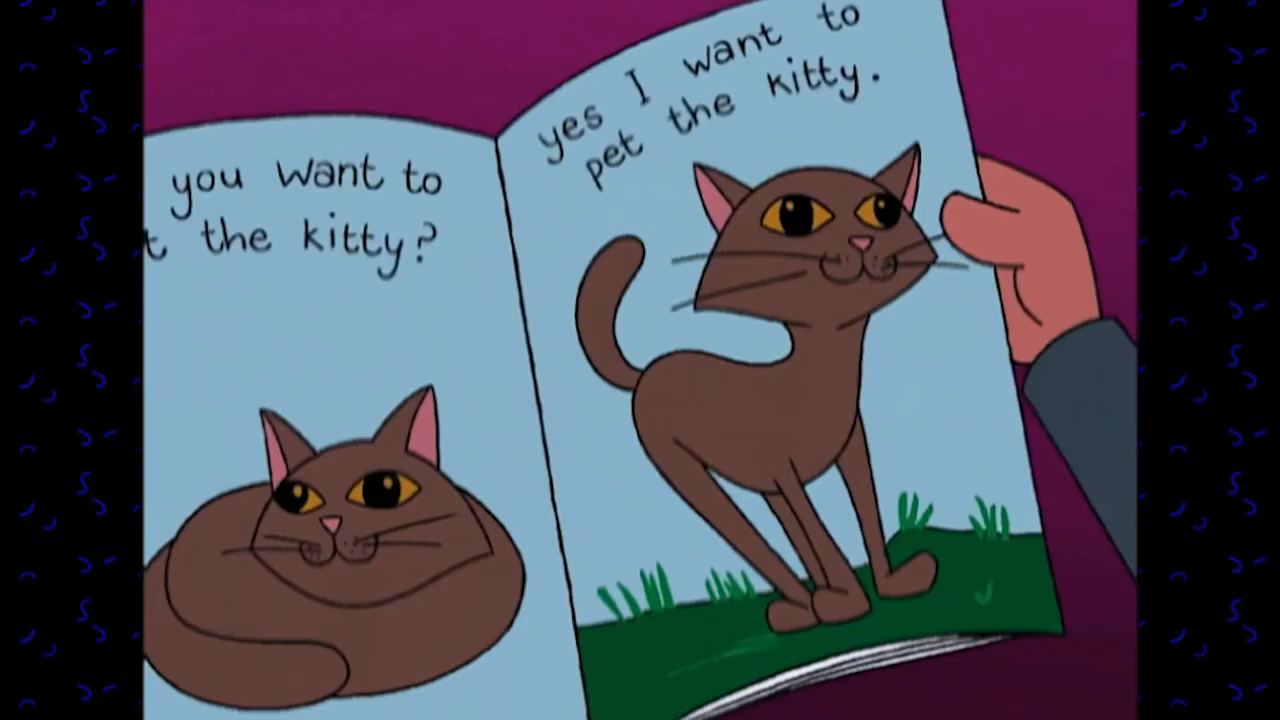 you want to
t the kitty?
yes I want to
pet the kitty.